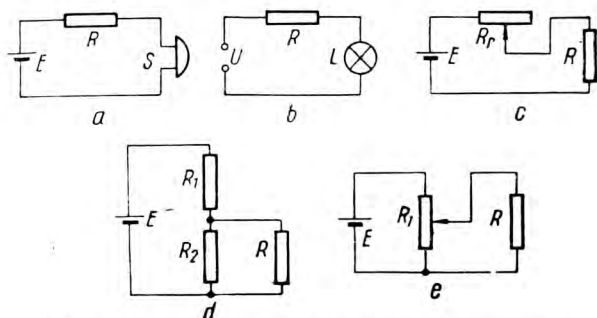 R R R_r
E S U L E R
a b c
R_1
E R_2 R E R_1 R
d e